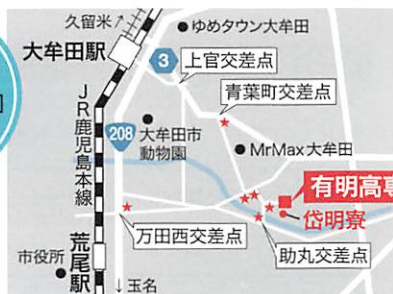 久留米↗
ゆめタウン大牟田
大牟田駅
3
上官交差点
青葉町交差点
JR鹿児島本線
208
大牟田市
動物園
MrMax大牟田
有明高専
岱明寮
万田西交差点
助丸交差点
市役所
荒尾駅
↓玉名